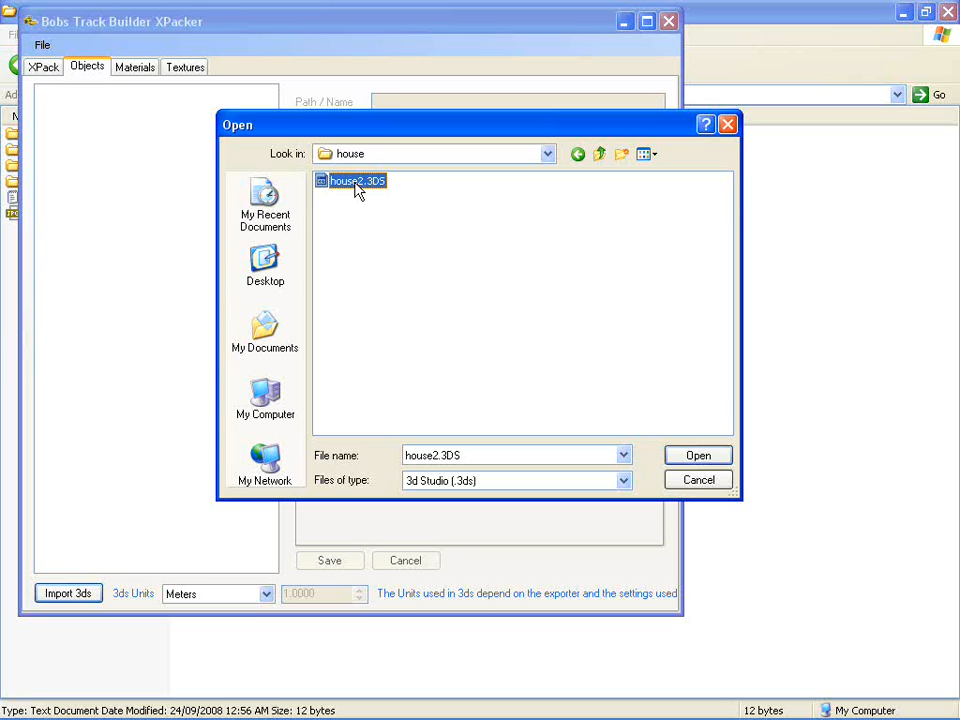 Bobs Track Builder XPacker
File
XPack Objects Materials Textures
Path / Name
Go
Open
Look in: house
house2.3DS
My Recent
Documents
Desktop
My Documents
My Computer
My Network
File name: house2.3DS Open
Files of type: 3d Studio (.3ds) Cancel
Save Cancel
Import 3ds 3ds Units Meters 1.0000 The Units used in 3ds depend on the exporter and the settings used
Type: Text Document Date Modified: 24/09/2008 12:56 AM Size: 12 bytes 12 bytes My Computer